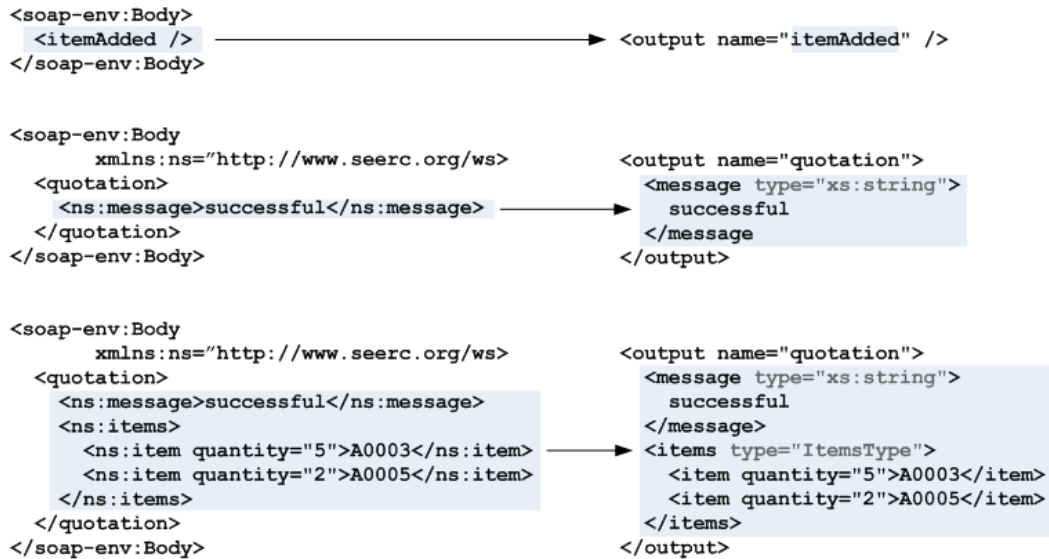 <soap-env:Body>
<itemAdded />
</soap-env:Body>
<output name="itemAdded" />
<soap-env:Body
xmlns:ns="http://www.seerc.org/ws>
<quotation>
<ns:message>successful</ns:message>
</quotation>
</soap-env:Body>
<output name="quotation">
<message type="xs:string">
successful
</message
</output>
<soap-env:Body
xmlns:ns="http://www.seerc.org/ws>
<quotation>
<ns:message>successful</ns:message>
<ns:items>
<ns:item quantity="5">A0003</ns:item>
<ns:item quantity="2">A0005</ns:item>
</ns:items>
</quotation>
</soap-env:Body>
<output name="quotation">
<message type="xs:string">
successful
</message>
<items type="ItemsType">
<item quantity="5">A0003</item>
<item quantity="2">A0005</item>
</items>
</output>